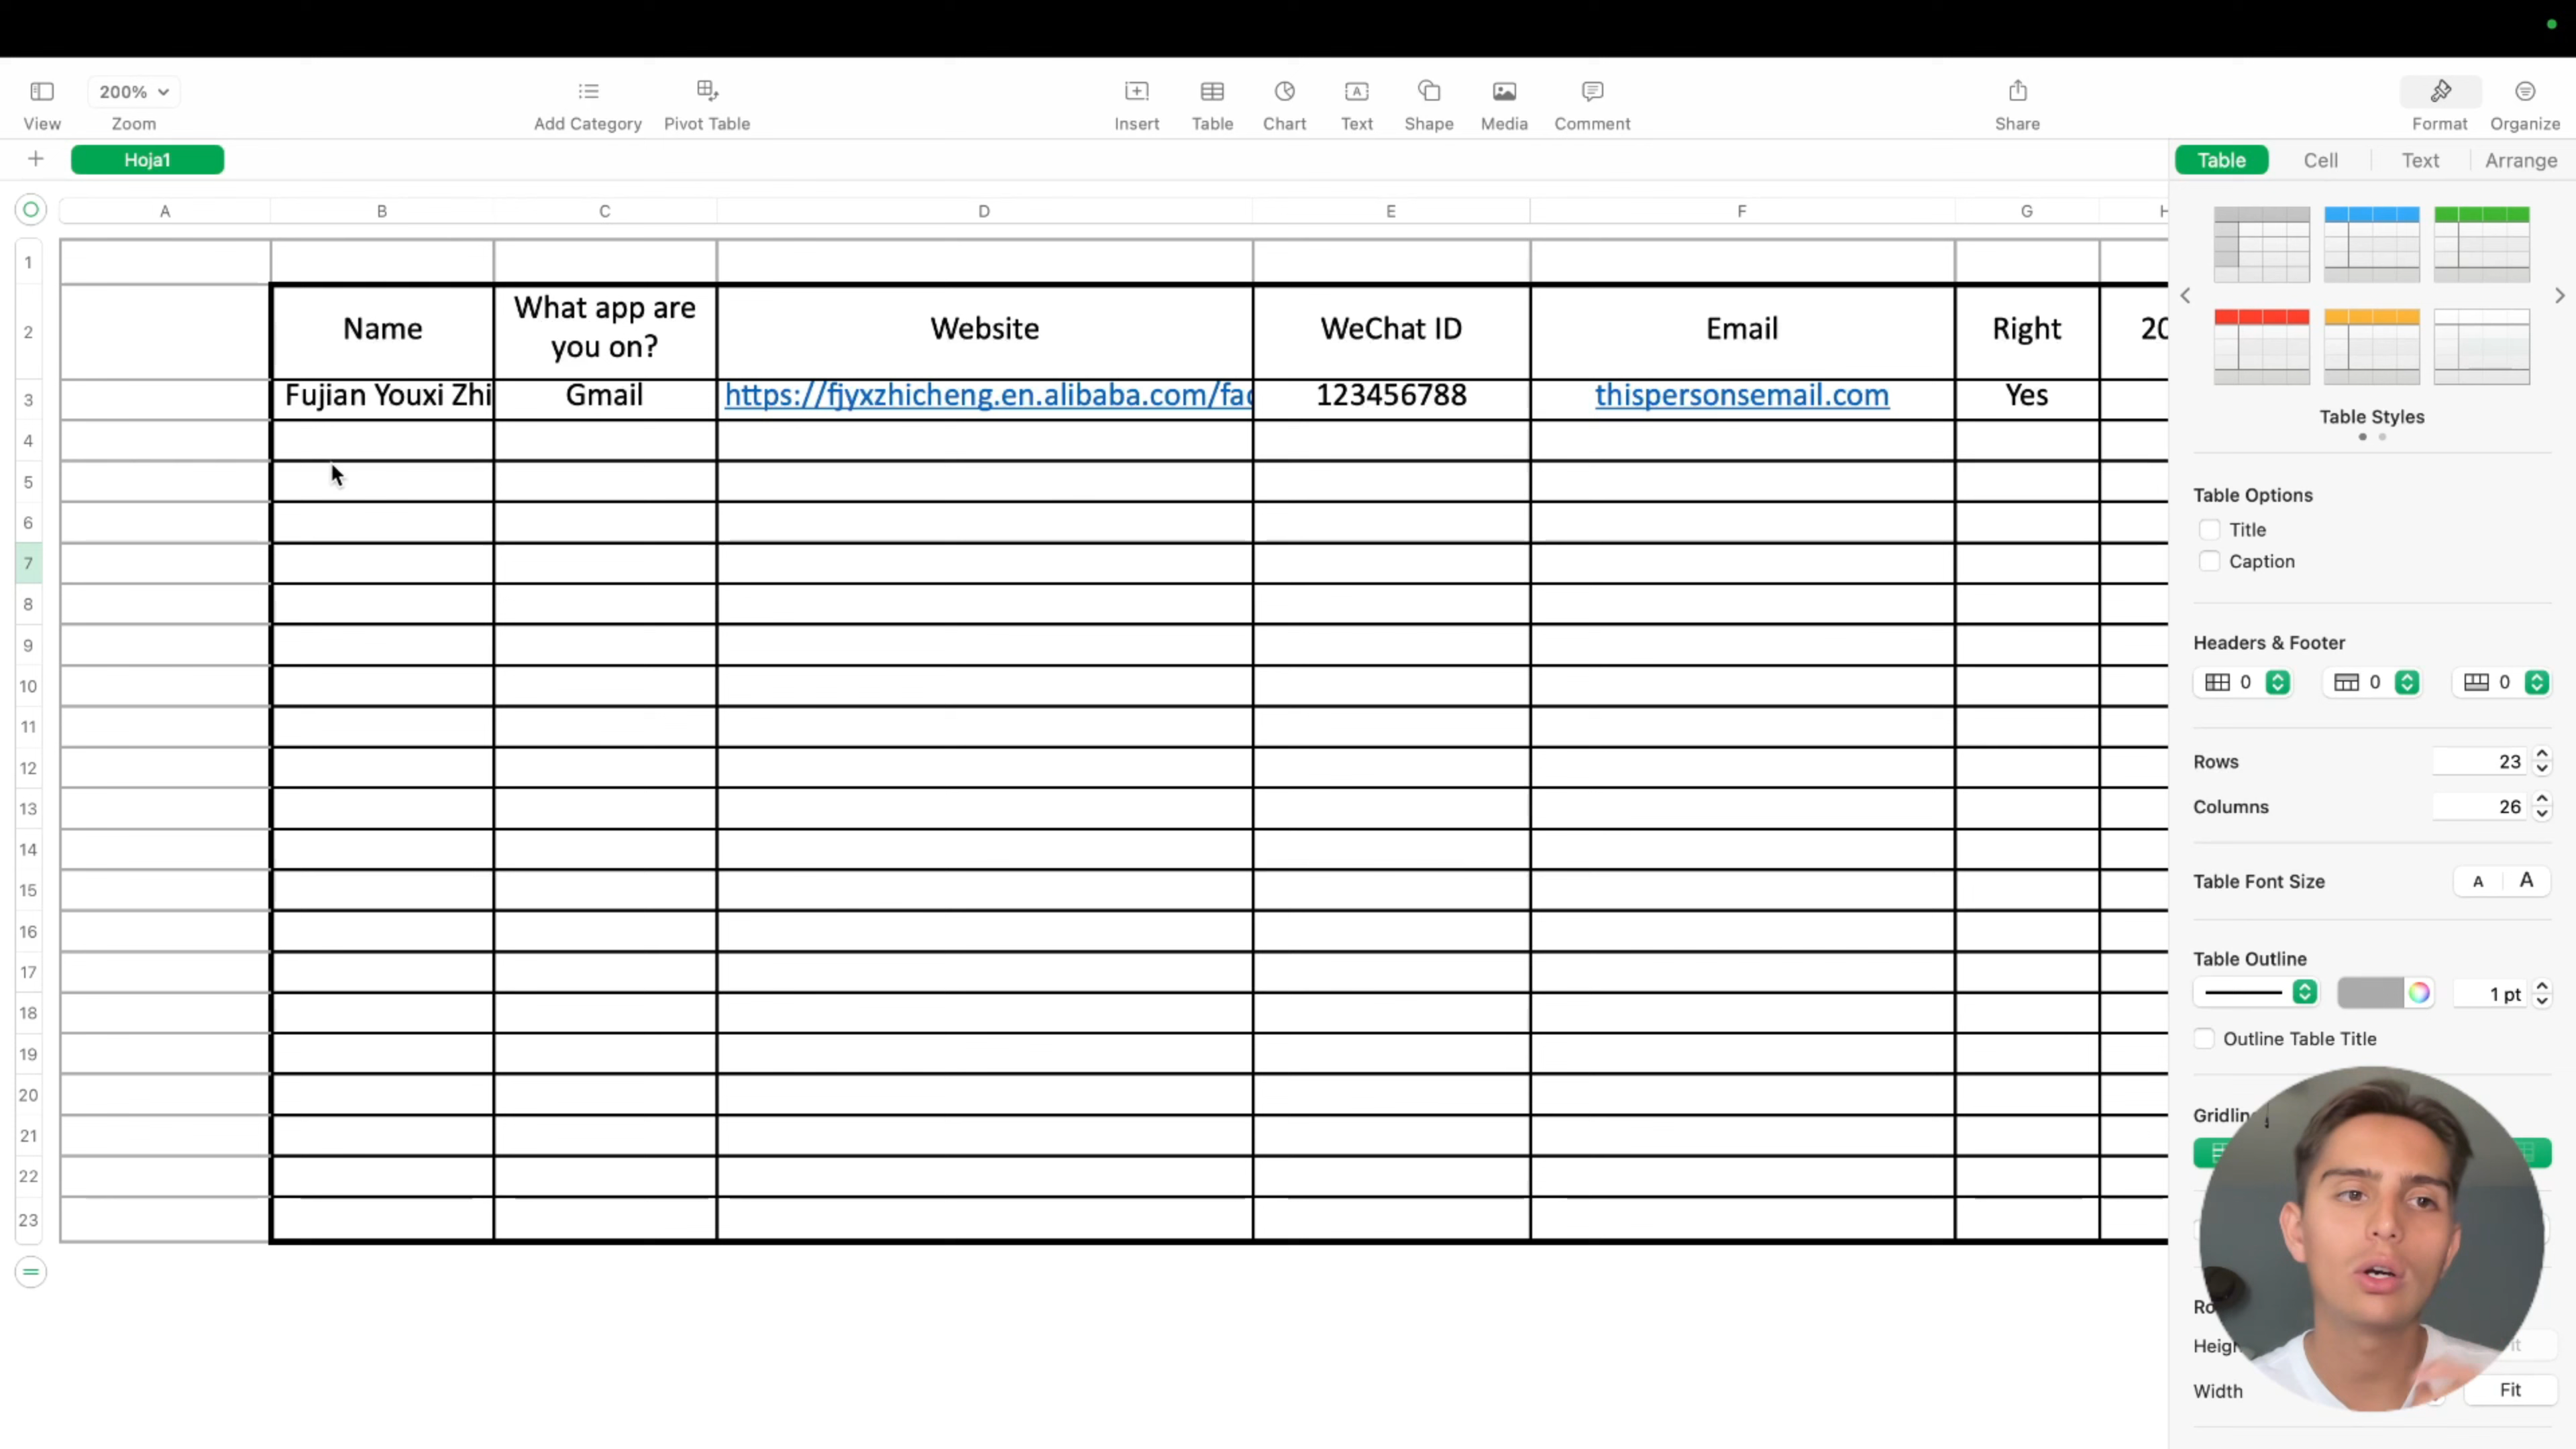 200%
View
Zoom
Add Category
Pivot Table
Insert
Table
Chart
Text
Shape
Media
Comment
Share
Format
Organize
Hoja1
Table
Cell
Text
Arrange
A
B
C
D
E
F
G
1
2
3
4
5
6
7
8
9
10
11
12
13
14
15
16
17
18
19
20
21
22
23
Name
What app are
you on?
Website
WeChat ID
Email
Right
20
Fujian Youxi Zhi
Gmail
https://fjyxzhicheng.en.alibaba.com/fac
123456788
thispersonsemail.com
Yes
Table Styles
Table Options
Title
Caption
Headers & Footer
0
0
0
Rows
23
Columns
26
Table Font Size
A
A
Table Outline
1 pt
Outline Table Title
Gridlin
Ro
Heigh
Width
Fit